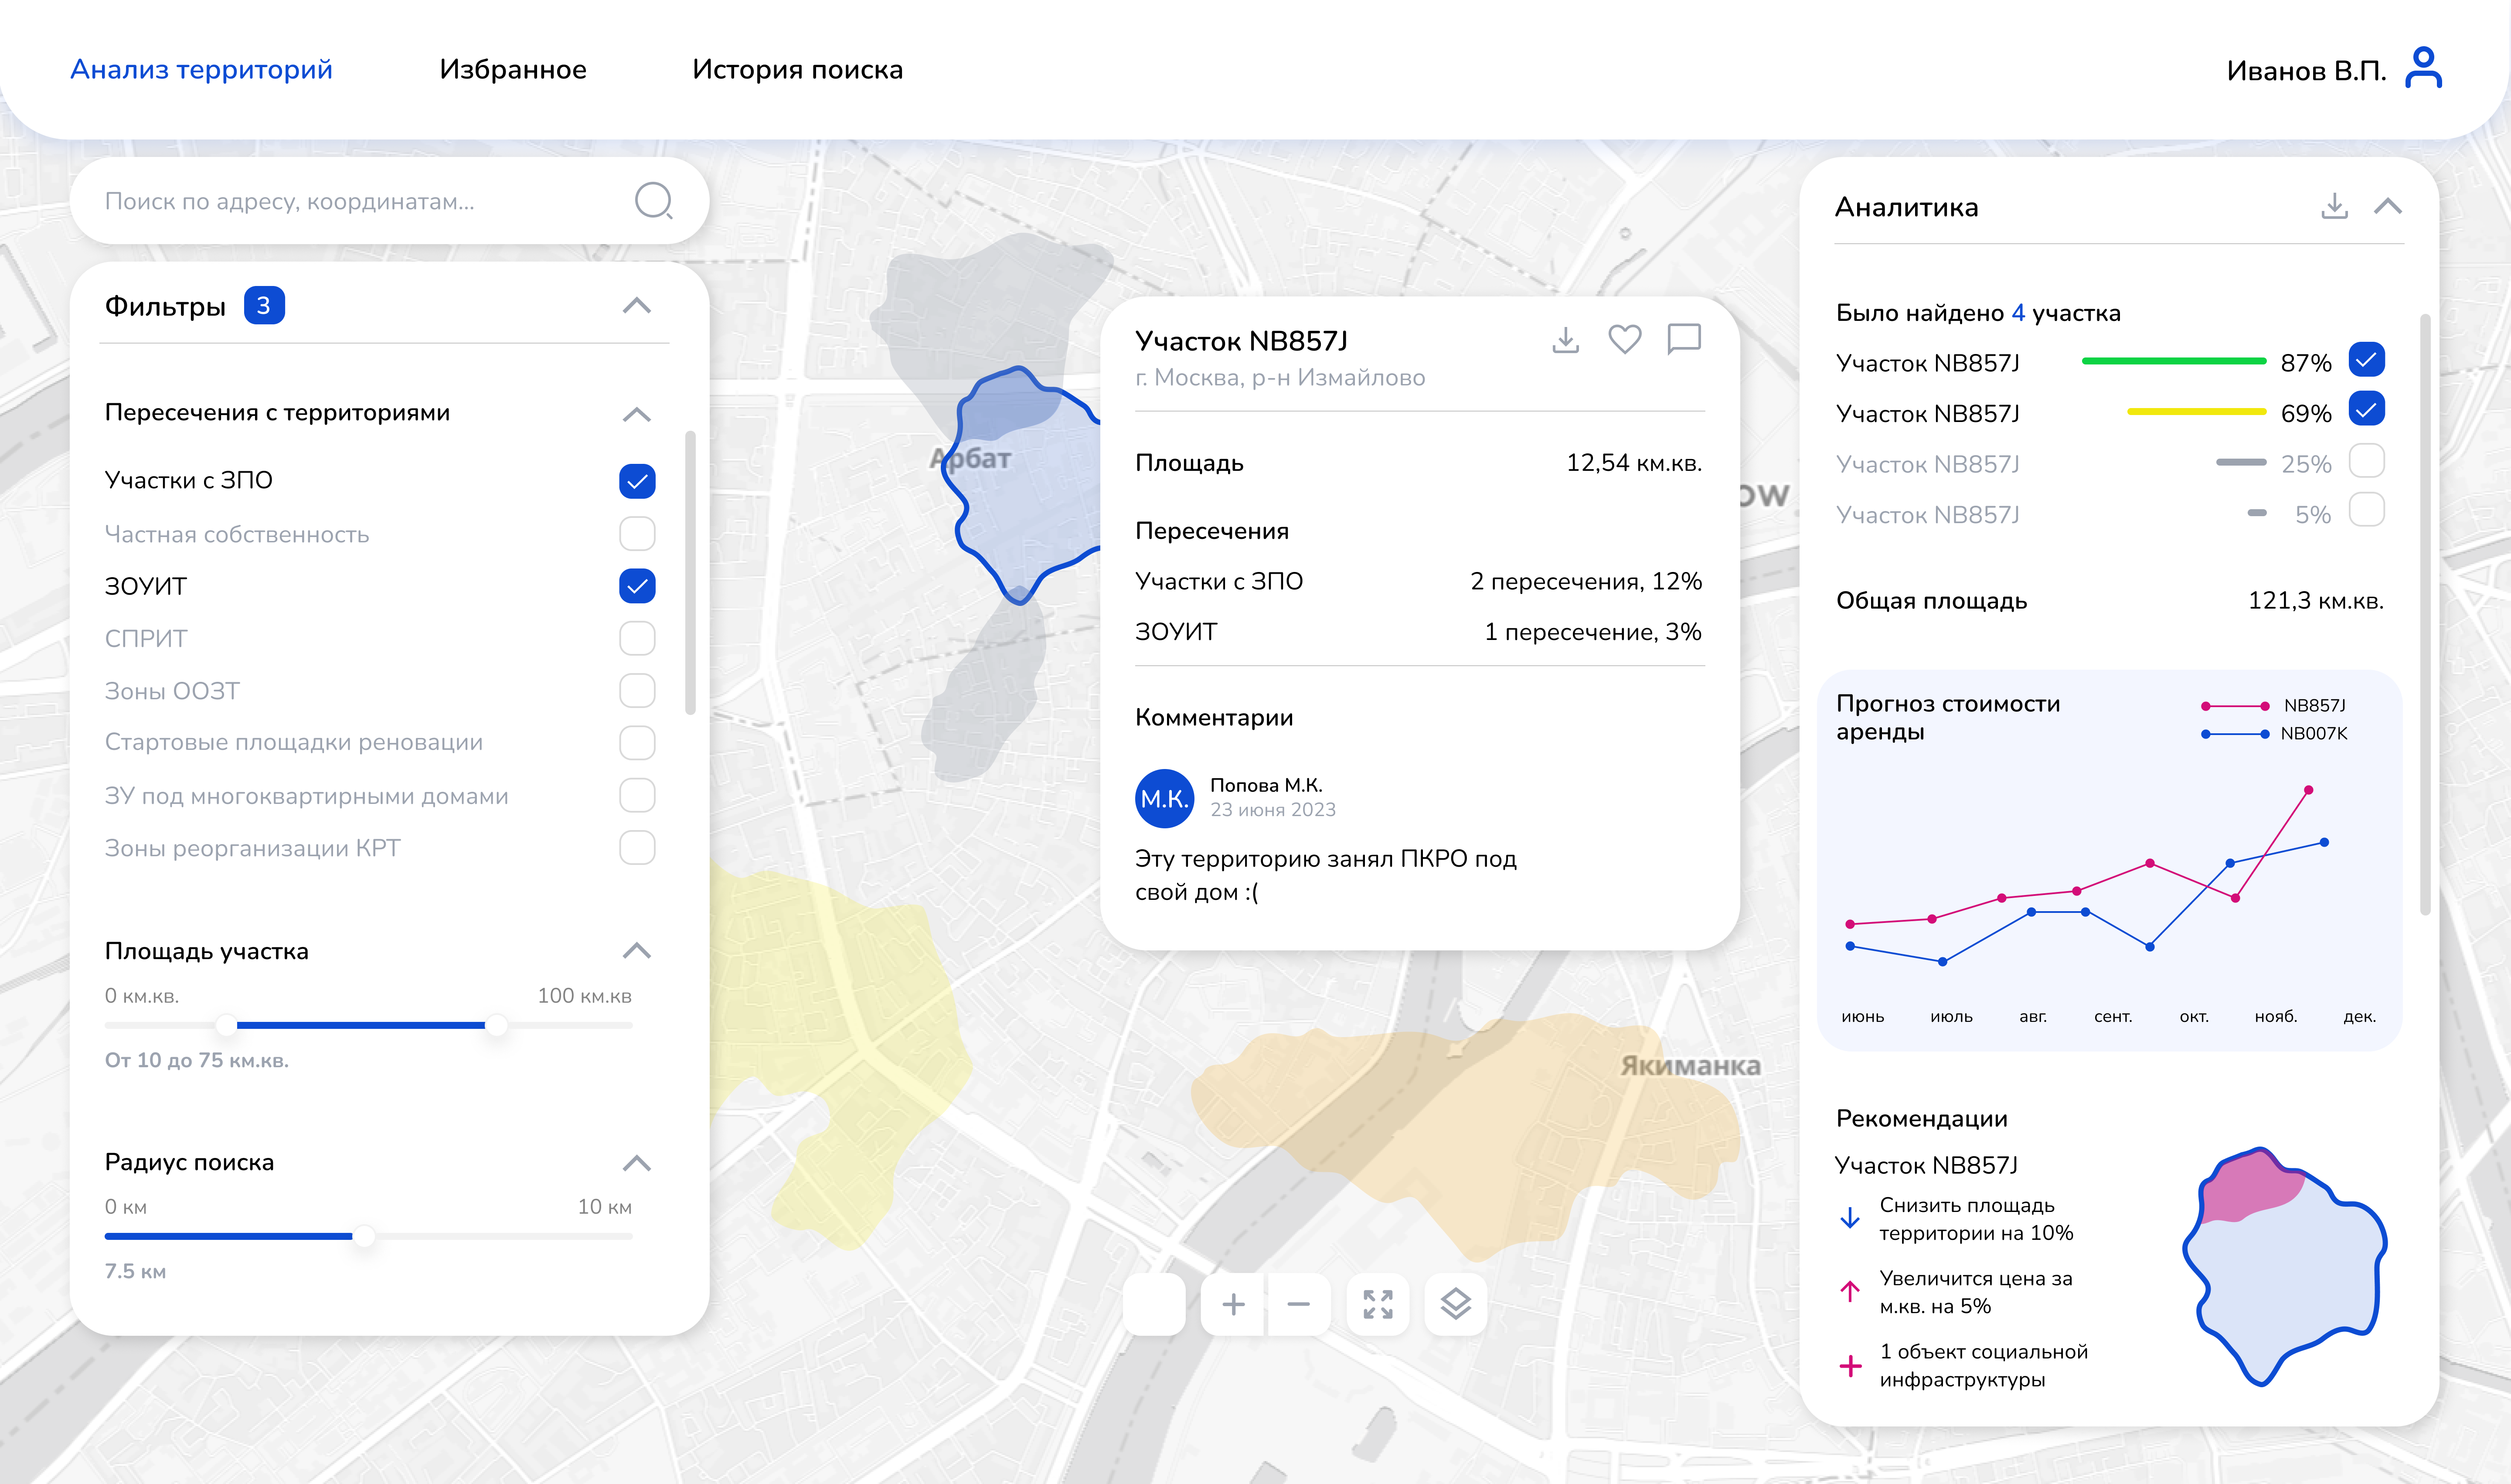 Анализ территорий
Избранное
История поиска
Иванов В.П.
Поиск по адресу, координатам...
Фильтры 3
Пересечения с территориями
Участки с ЗПО
Частная собственность
ЗОУИТ
СПРИТ
Зоны ООЗТ
Стартовые площадки реновации
ЗУ под многоквартирными домами
Зоны реорганизации КРТ
Площадь участка
0 км.кв. 100 км.кв
От 10 до 75 км.кв.
Радиус поиска
0 км 10 км
7.5 км
Арбат
Якиманка
Участок NB857J
г. Москва, р-н Измайлово
Площадь 12,54 км.кв.
Пересечения
Участки с ЗПО 2 пересечения, 12%
ЗОУИТ 1 пересечение, 3%
Комментарии
М.К.
Попова М.К.
23 июня 2023
Эту территорию занял ПКРО под
свой дом :(
ow
Аналитика
Было найдено 4 участка
Участок NB857J 87%
Участок NB857J 69%
Участок NB857J 25%
Участок NB857J 5%
Общая площадь 121,3 км.кв.
Прогноз стоимости
аренды
NB857J
NB007K
июнь июль авг. сент. окт. нояб. дек.
Рекомендации
Участок NB857J
Снизить площадь
территории на 10%
Увеличится цена за
м.кв. на 5%
1 объект социальной
инфраструктуры